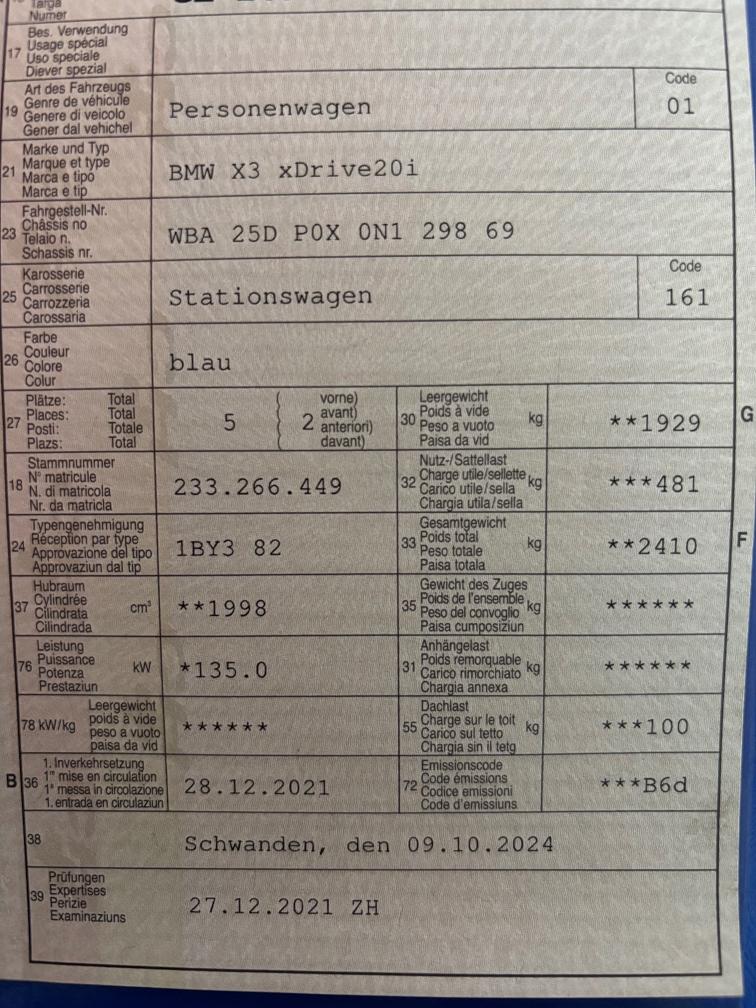 Targa
Numer
17 Bes. Verwendung
Usage spécial
Uso speciale
Diever spezial
19 Art des Fahrzeugs
Genre de véhicule
Genere di veicolo
Gener dal vehichel
Personenwagen
Code
01
21 Marke und Typ
Marque et type
Marca e tipo
Marca e tip
BMW X3 xDrive20i
23 Fahrgestell-Nr.
Châssis no
Telaio n.
Schassis nr.
WBA 25D P0X 0N1 298 69
25 Karosserie
Carrosserie
Carrozzeria
Carossaria
Stationswagen
Code
161
26 Farbe
Couleur
Colore
Colur
blau
27 Plätze: Total
Places: Total
Posti: Totale
Plazs: Total
5
2 vorne)
avant)
anteriori)
davant)
30 Leergewicht
Poids à vide
Peso a vuoto
Paisa da vid
kg
**1929
G
18 Stammnummer
N° matricule
N. di matricola
Nr. da matricla
233.266.449
32 Nutz-/Sattellast
Charge utile/sellette
Carico utile/sella
Chargia utila/sella
kg
***481
24 Typengenehmigung
Réception par type
Approvazione del tipo
Approvaziun dal tip
1BY3 82
33 Gesamtgewicht
Poids total
Peso totale
Paisa totala
kg
**2410
F
37 Hubraum
Cylindrée
Cilindrata
Cilindrada
cm³
**1998
35 Gewicht des Zuges
Poids de l'ensemble
Peso del convoglio
Paisa cumposiziun
kg
******
76 Leistung
Puissance
Potenza
Prestaziun
kW
*135.0
31 Anhängelast
Poids remorquable
Carico rimorchiato
Chargia annexa
kg
******
78 kW/kg
Leergewicht
poids à vide
peso a vuoto
paisa da vid
******
55 Dachlast
Charge sur le toit
Carico sul tetto
Chargia sin il tetg
kg
***100
B 36 1. Inverkehrsetzung
1re mise en circulation
1a messa in circolazione
1. entrada en circulaziun
28.12.2021
72 Emissionscode
Code émissions
Codice emissioni
Code d'emissiuns
***B6d
38
Schwanden, den 09.10.2024
39 Prüfungen
Expertises
Perizie
Examinaziuns
27.12.2021 ZH